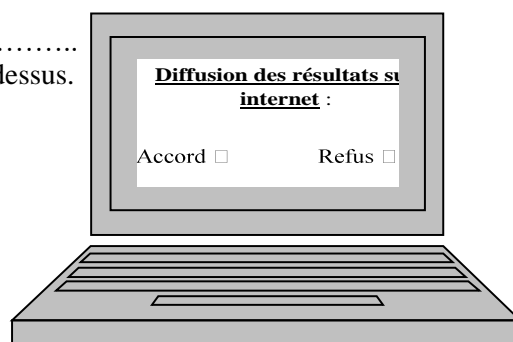 ………..
dessus.
Diffusion des résultats su
internet :
Accord □ Refus □